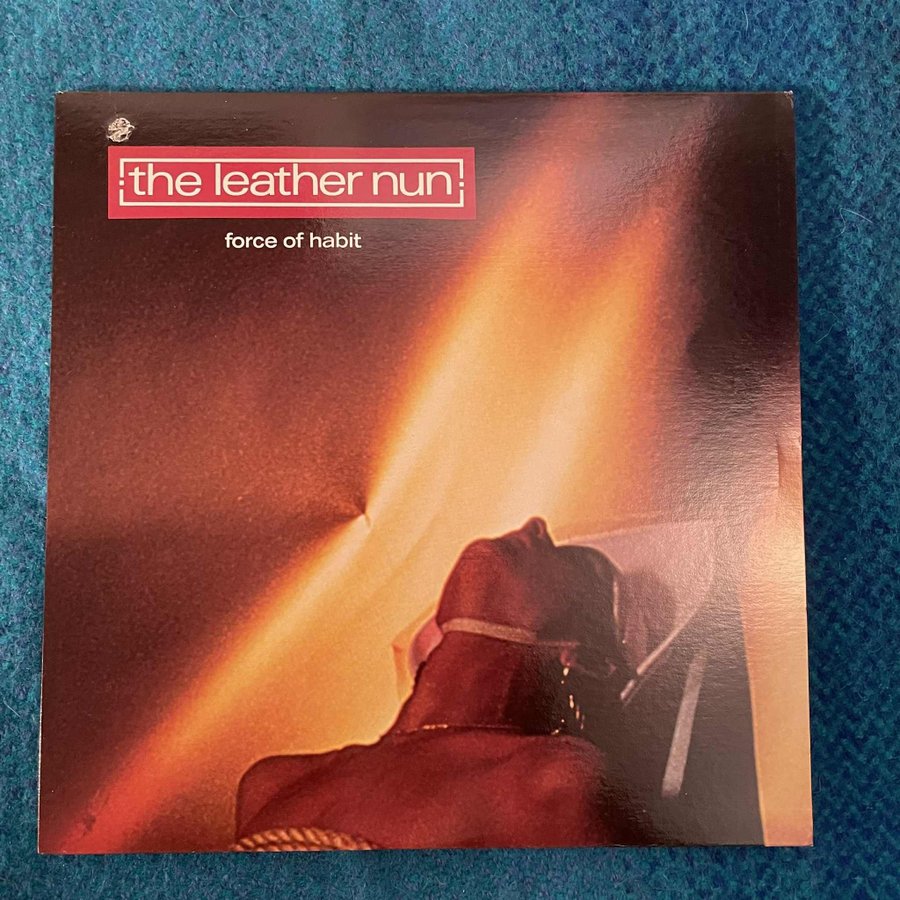 the leather nun
force of habit